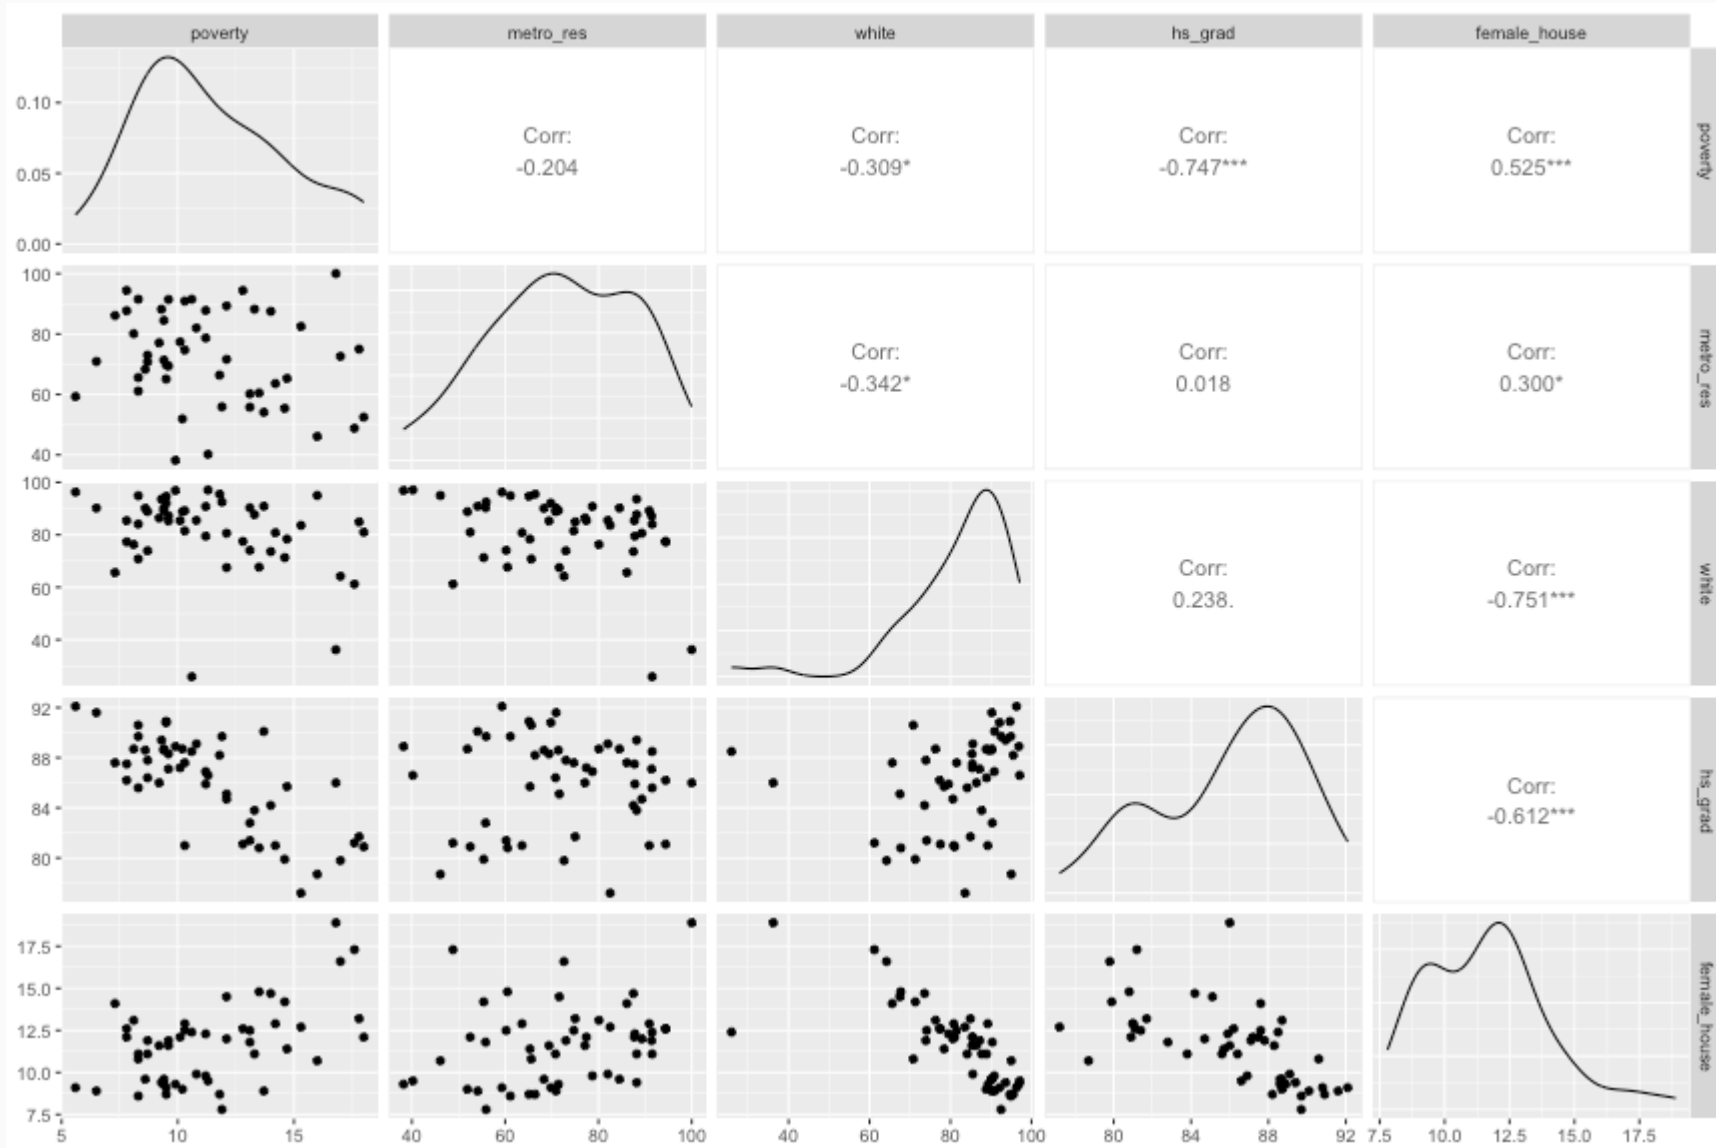 poverty metro_res white hs_grad female_house
0.10
0.05
0.00
Corr:
-0.204
Corr:
-0.309*
Corr:
-0.747***
Corr:
0.525***
poverty
100
80
60
40
Corr:
-0.342*
Corr:
0.018
Corr:
0.300*
metro_res
100
80
60
40
Corr:
0.238.
Corr:
-0.751***
white
92
88
84
80
Corr:
-0.612***
hs_grad
17.5
15.0
12.5
10.0
7.5
female_house
5 10 15 40 60 80 100 40 60 80 100 80 84 88 92 7.5 10.0 12.5 15.0 17.5